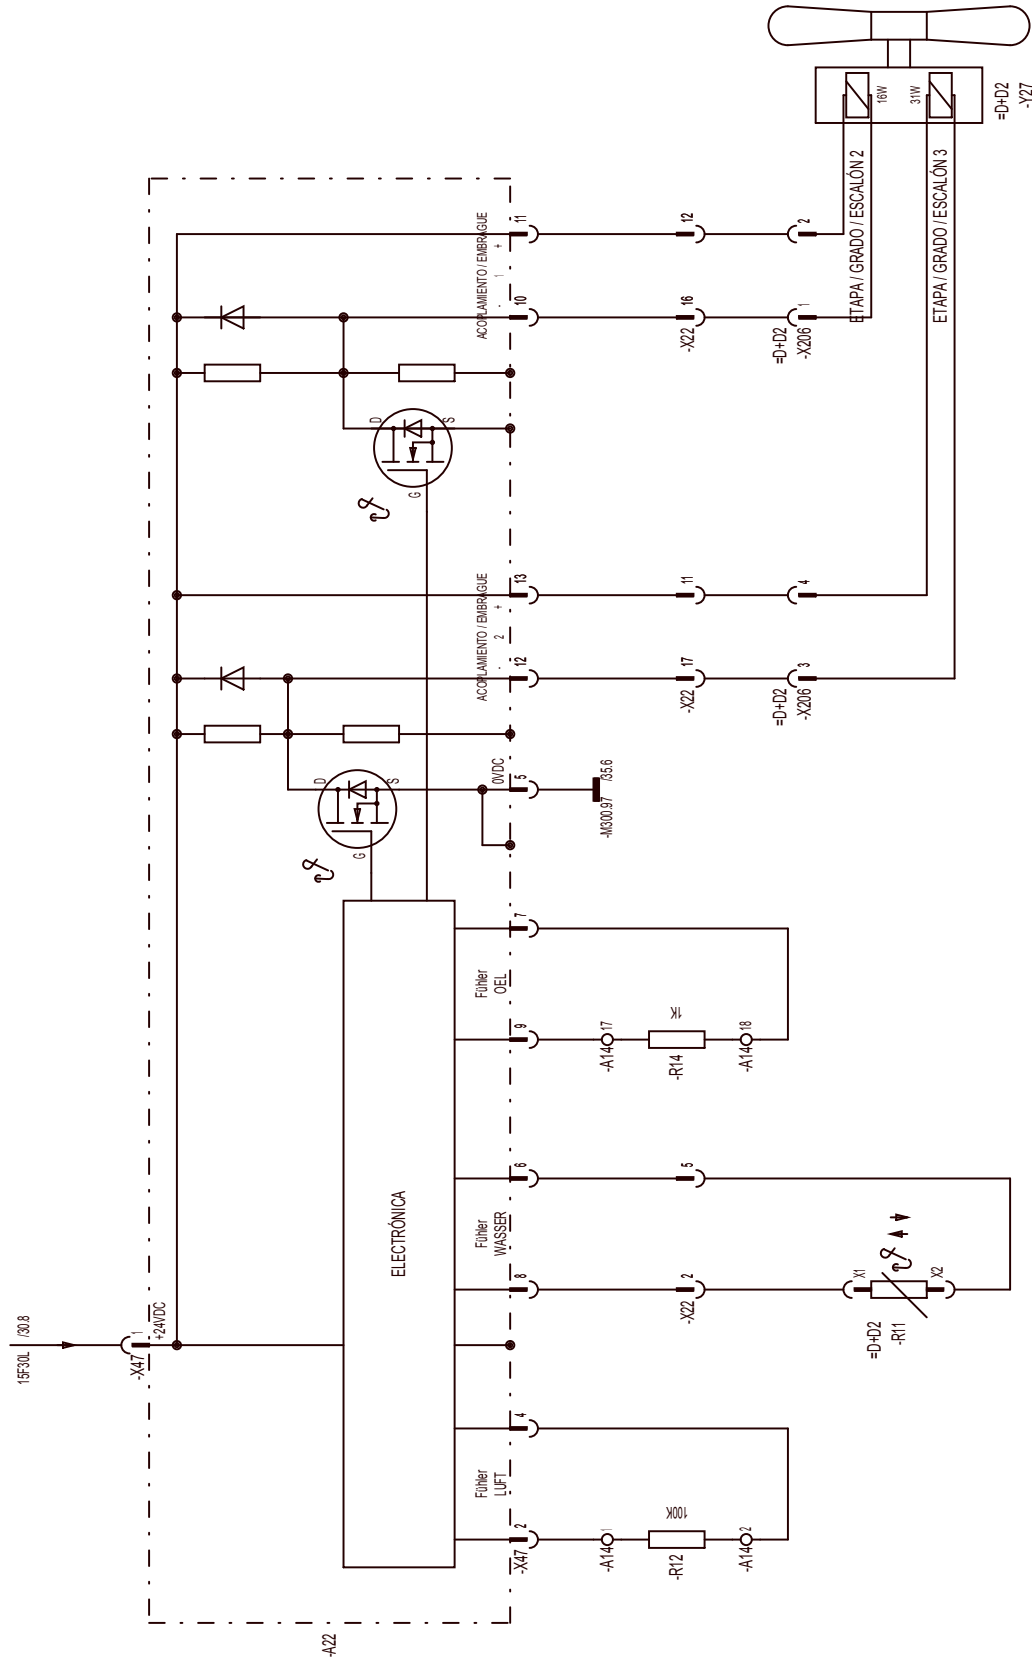 15F30L /30.8
-X47 1
+24VDC
-A22
ELECTRÓNICA
-X47 2
Fühler
LUFT
4
8
Fühler
WASSER
6
9
Fühler
OEL
7
0VDC
5
-M300.97 /35.6
G
D
S
12
ACOPLAMIENTO / EMBRAGUE
- 2 +
13
G
D
S
10
ACOPLAMIENTO / EMBRAGUE
- 1 +
11
-A14 1
-R12
100K
-A14 2
-X22 2
5
=D+D2
-R11
X1
X2
-A14 17
-R14
1K
-A14 18
-X22 17
11
=D+D2
-X206 3
4
-X22 16
12
=D+D2
-X206 1
2
ETAPA / GRADO / ESCALÓN 2
ETAPA / GRADO / ESCALÓN 3
16W
31W
=D+D2
-Y27